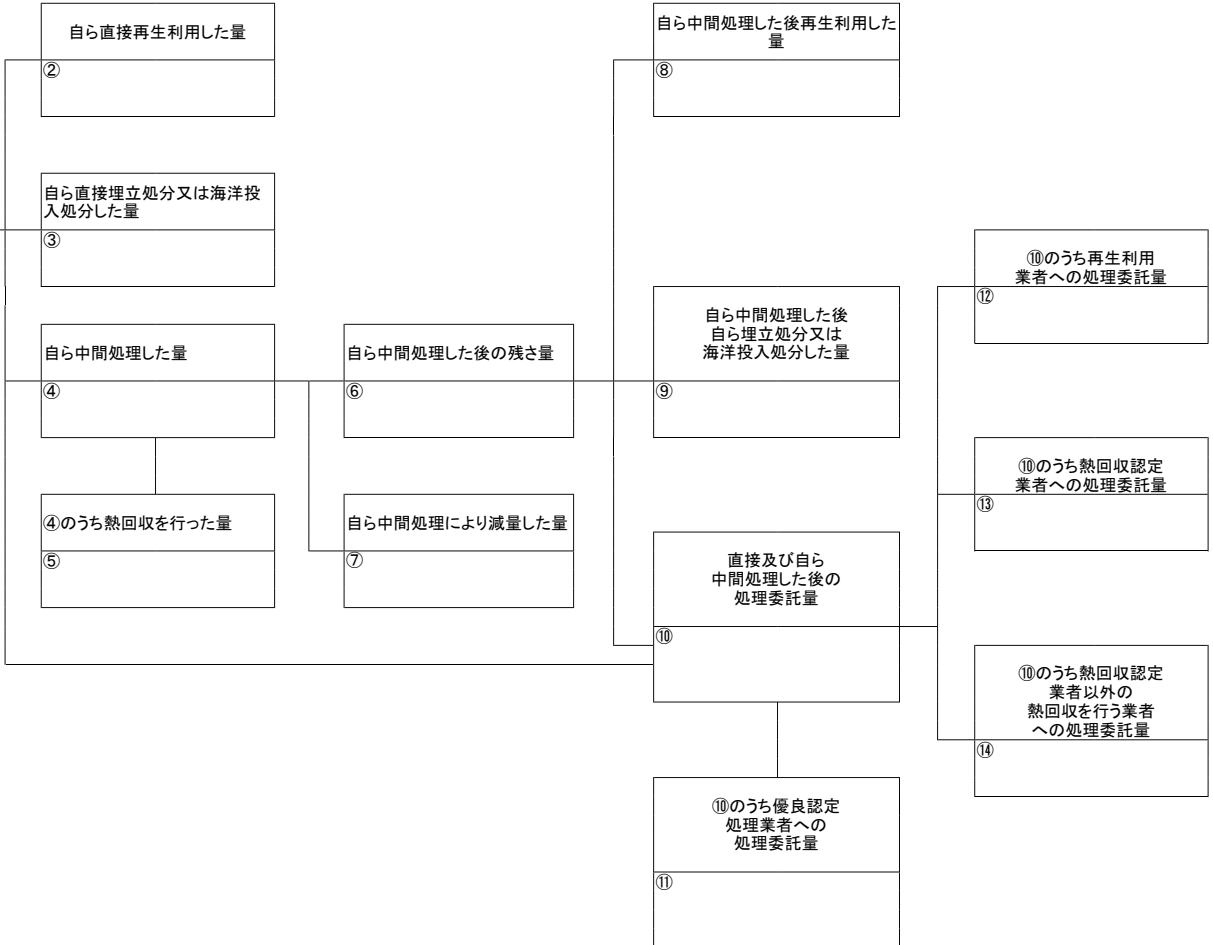 自ら直接再生利用した量
②
自ら直接埋立処分又は海洋投
入処分した量
③
自ら中間処理した量
④
④のうち熱回収を行った量
⑤
自ら中間処理した後の残さ量
⑥
自ら中間処理により減量した量
⑦
自ら中間処理した後再生利用した
量
⑧
自ら中間処理した後
自ら埋立処分又は
海洋投入処分した量
⑨
直接及び自ら
中間処理した後の
処理委託量
⑩
⑩のうち優良認定
処理業者への
処理委託量
⑪
⑩のうち再生利用
業者への処理委託量
⑫
⑩のうち熱回収認定
業者への処理委託量
⑬
⑩のうち熱回収認定
業者以外の
熱回収を行う業者
への処理委託量
⑭